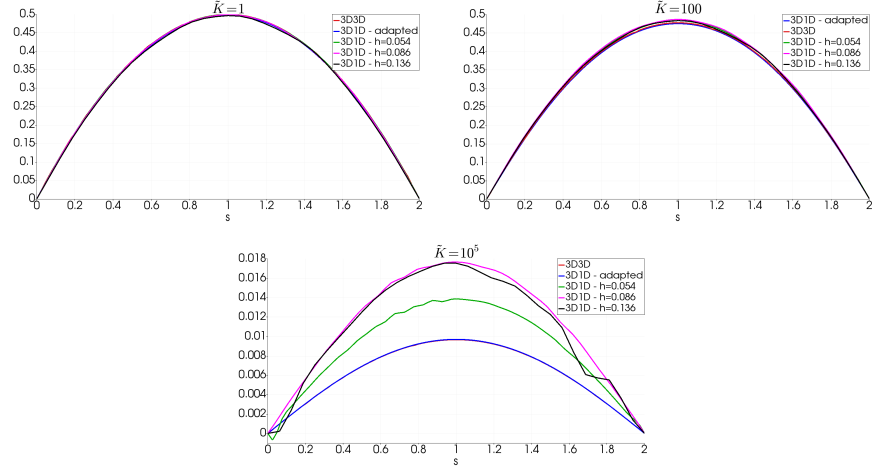 K̃ = 1
0.5
0.45
0.4
0.35
0.3
0.25
0.2
0.15
0.1
0.05
0
0 0.2 0.4 0.6 0.8 1 1.2 1.4 1.6 1.8 2
s
3D3D
3D1D - adapted
3D1D - h=0.054
3D1D - h=0.086
3D1D - h=0.136
K̃ = 100
0.5
0.45
0.4
0.35
0.3
0.25
0.2
0.15
0.1
0.05
0
0 0.2 0.4 0.6 0.8 1 1.2 1.4 1.6 1.8 2
s
3D1D - adapted
3D3D
3D1D - h=0.054
3D1D - h=0.086
3D1D - h=0.136
K̃ = 10⁵
0.018
0.016
0.014
0.012
0.01
0.008
0.006
0.004
0.002
0
0 0.2 0.4 0.6 0.8 1 1.2 1.4 1.6 1.8 2
s
3D3D
3D1D - adapted
3D1D - h=0.054
3D1D - h=0.086
3D1D - h=0.136